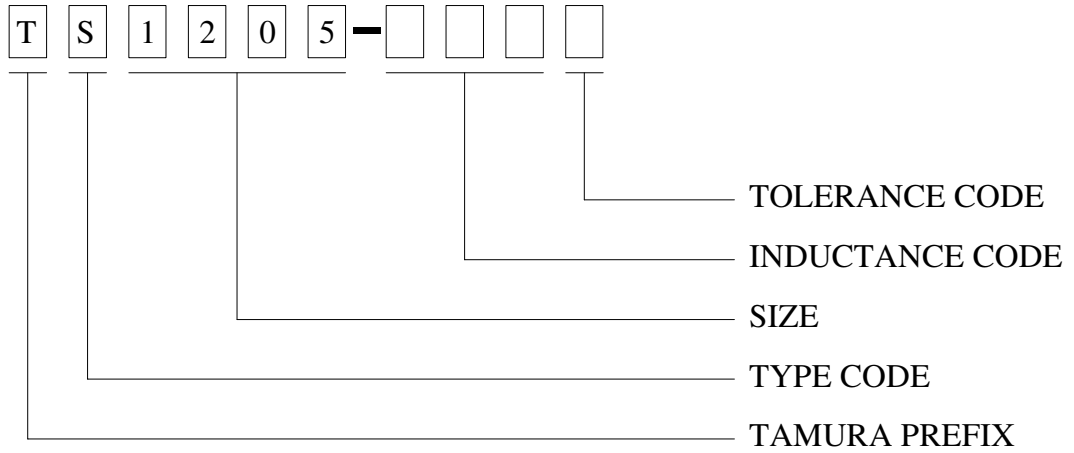 T S 1 2 0 5 -
TOLERANCE CODE
INDUCTANCE CODE
SIZE
TYPE CODE
TAMURA PREFIX